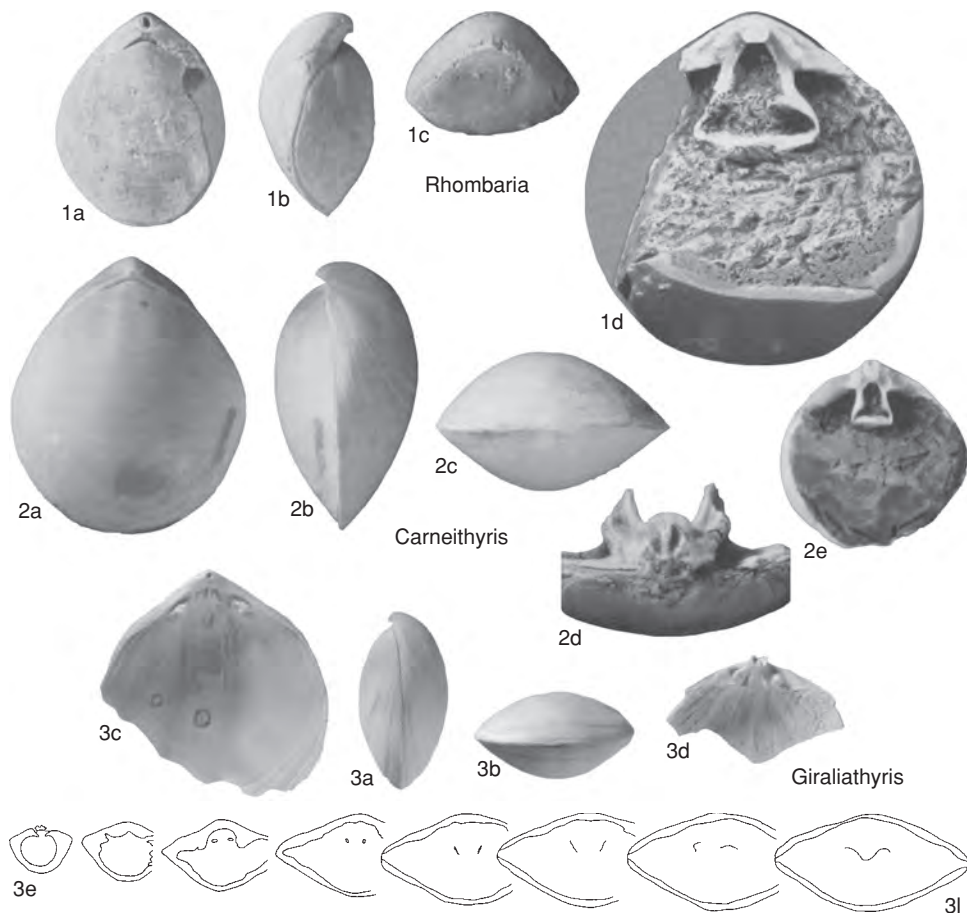 1a
1b
1c
Rhombaria
1d
2a
2b
2c
Carneithyris
2d
2e
3c
3a
3b
3d
Giraliathyris
3e
3l